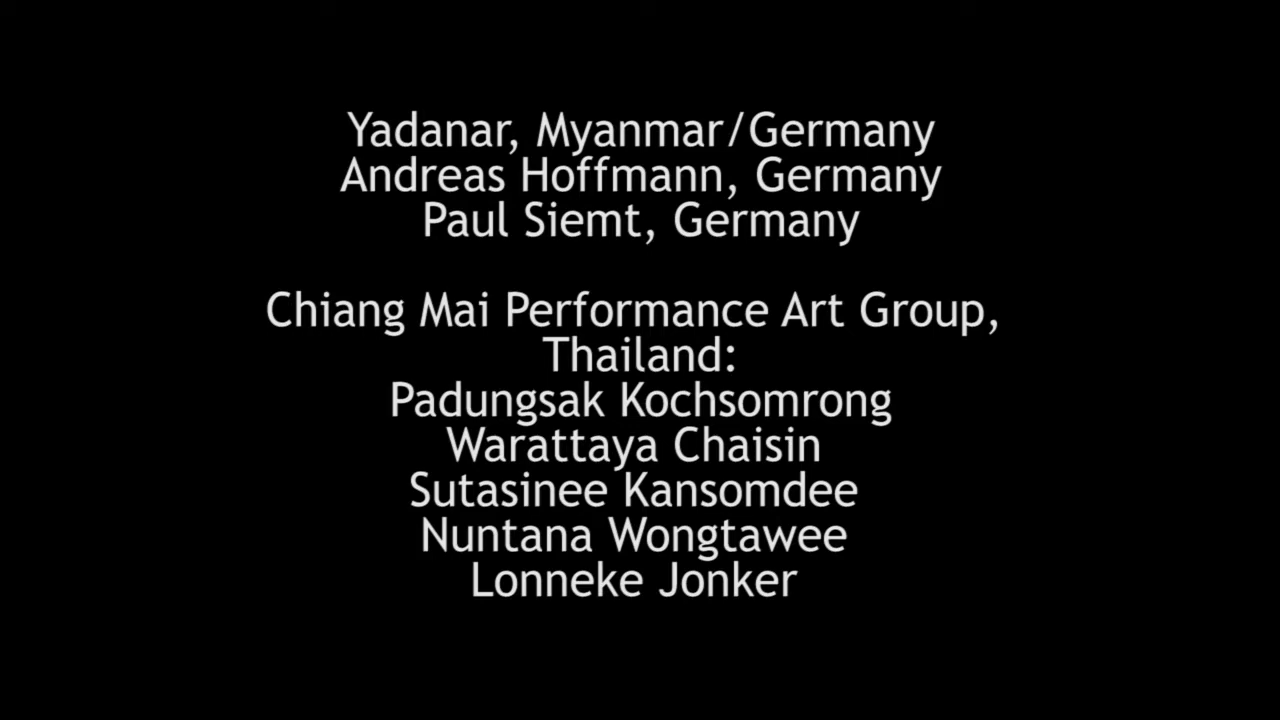 Yadanar, Myanmar/Germany
Andreas Hoffmann, Germany
Paul Siemt, Germany
Chiang Mai Performance Art Group,
Thailand:
Padungsak Kochsomrong
Warattaya Chaisin
Sutasinee Kansomdee
Nuntana Wongtawee
Lonneke Jonker